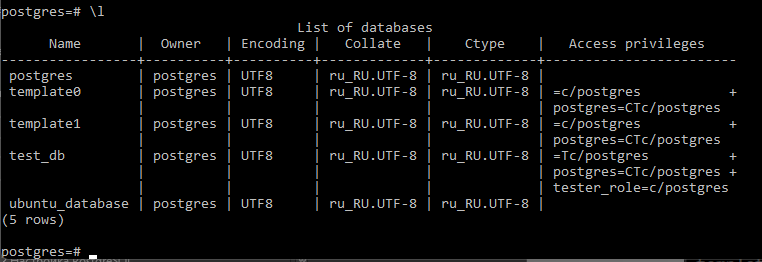 postgres=# \l
List of databases
Name | Owner | Encoding | Collate | Ctype | Access privileges
-----------------+----------+----------+-------------+-------------+-----------------------
postgres | postgres | UTF8 | ru_RU.UTF-8 | ru_RU.UTF-8 |
template0 | postgres | UTF8 | ru_RU.UTF-8 | ru_RU.UTF-8 | =c/postgres +
| | | | | postgres=CTc/postgres
template1 | postgres | UTF8 | ru_RU.UTF-8 | ru_RU.UTF-8 | =c/postgres +
| | | | | postgres=CTc/postgres
test_db | postgres | UTF8 | ru_RU.UTF-8 | ru_RU.UTF-8 | =Tc/postgres +
| | | | | postgres=CTc/postgres +
| | | | | tester_role=c/postgres
ubuntu_database | postgres | UTF8 | ru_RU.UTF-8 | ru_RU.UTF-8 |
(5 rows)
postgres=#